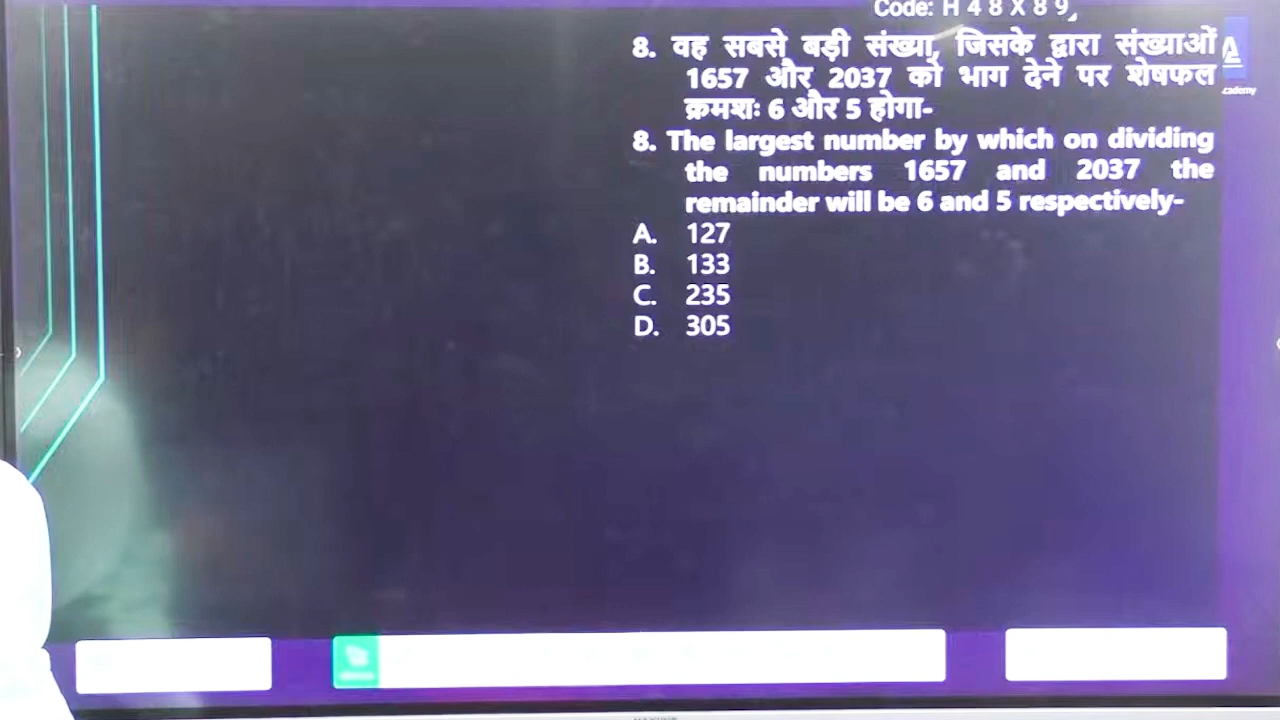 Code: H 4 8 X 8 9
8. वह सबसे बड़ी संख्या, जिसके द्वारा संख्याओं
1657 और 2037 को भाग देने पर शेषफल
cademy
क्रमशः 6 और 5 होगा-
8. The largest number by which on dividing
the numbers 1657 and 2037 the
remainder will be 6 and 5 respectively-
A. 127
B. 133
C. 235
D. 305